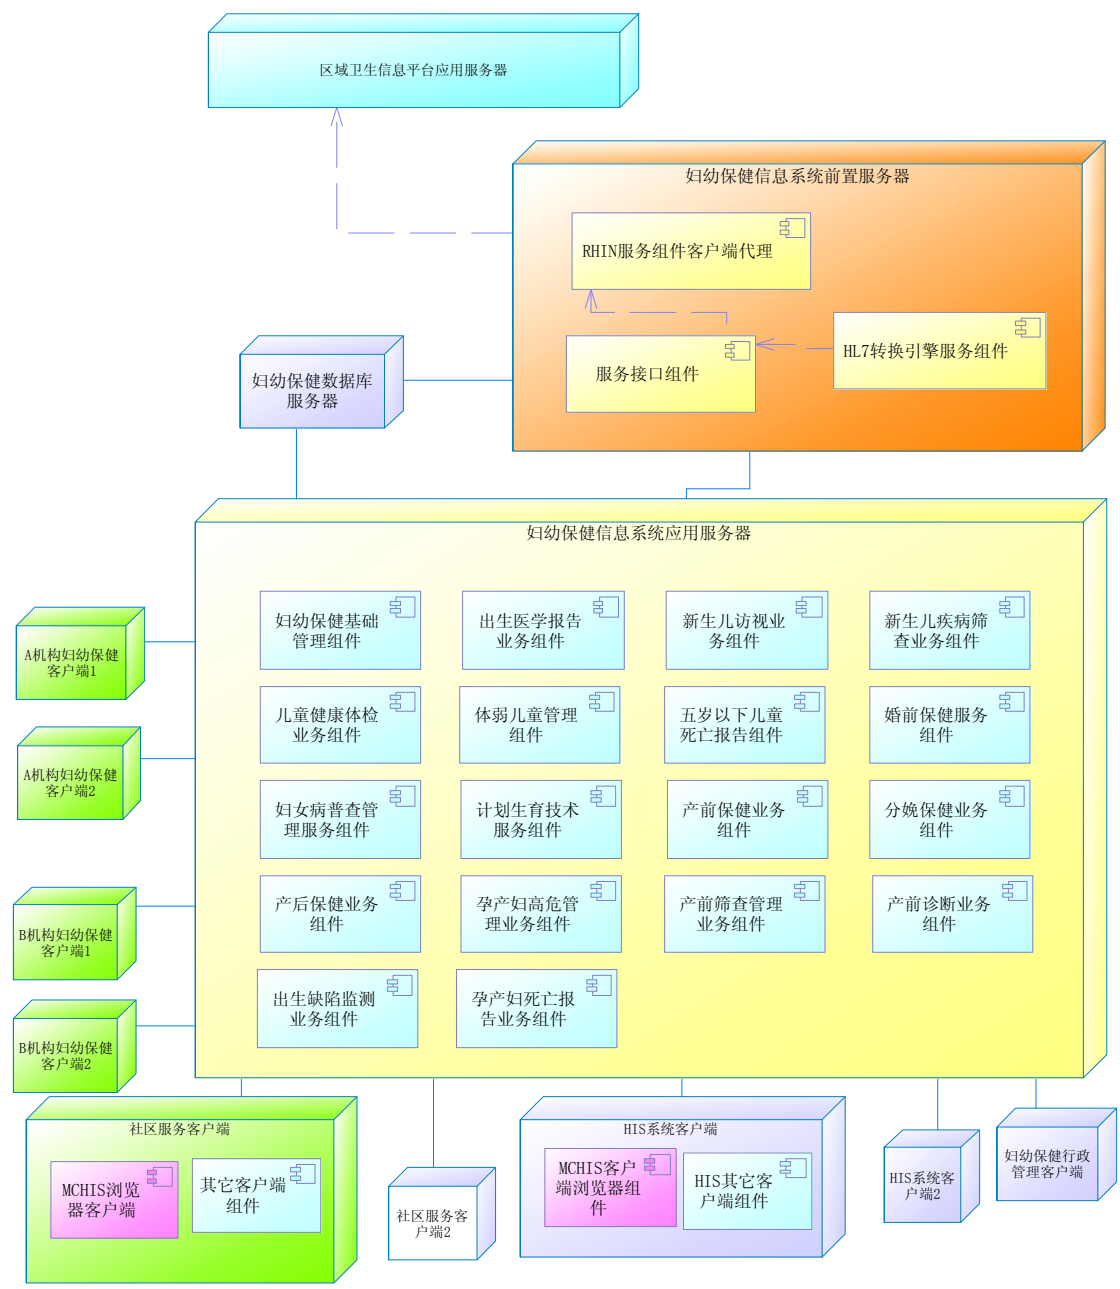 区域卫生信息平台应用服务器
妇幼保健信息系统前置服务器
RHIN服务组件客户端代理
HL7转换引擎服务组件
服务接口组件
妇幼保健数据库
服务器
妇幼保健信息系统应用服务器
妇幼保健基础
管理组件
出生医学报告
业务组件
新生儿访视业
务组件
新生儿疾病筛
查业务组件
儿童健康体检
业务组件
体弱儿童管理
组件
五岁以下儿童
死亡报告组件
婚前保健服务
组件
妇女病普查管
理服务组件
计划生育技术
服务组件
产前保健业务
组件
分娩保健业务
组件
产后保健业务
组件
孕产妇高危管
理业务组件
产前筛查管理
业务组件
产前诊断业务
组件
出生缺陷监测
业务组件
孕产妇死亡报
告业务组件
A机构妇幼保健
客户端1
A机构妇幼保健
客户端2
B机构妇幼保健
客户端1
B机构妇幼保健
客户端2
社区服务客户端
MCHIS浏览
器客户端
其它客户端
组件
社区服务客
户端2
HIS系统客户端
MCHIS客户
端浏览器组
件
HIS其它客
户端组件
HIS系统客
户端2
妇幼保健行政
管理客户端